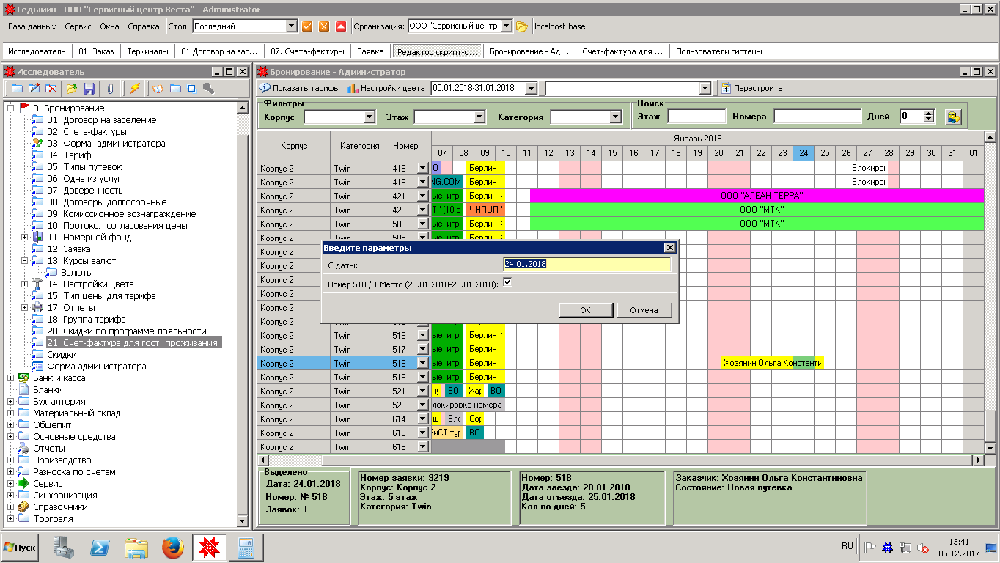 Гедымин - ООО "Сервисный центр Веста" - Administrator
База данных Сервис Окна Справка Стол: Последний Организация: ООО "Сервисный центр localhost:base
Исследователь 01. Заказ Терминалы 01 Договор на зас... 07. Счета-фактуры Заявка Редактор скрипт-о... Бронирование - Ад... Счет-фактура для ... Пользователи системы
Исследователь
3. Бронирование
01. Договор на заселение
02. Счета-фактуры
03. Форма администратора
04. Тариф
05. Типы путевок
06. Одна из услуг
07. Доверенность
08. Договоры долгосрочные
09. Комиссионное вознаграждение
10. Протокол согласования цены
11. Номерной фонд
12. Заявка
13. Курсы валют
Валюты
14. Настройки цвета
15. Тип цены для тарифа
17. Отчеты
18. Группа тарифа
20. Скидки по программе лояльности
21. Счет-фактура для гост. проживания
Скидки
Форма администратора
Банк и касса
Бланки
Бухгалтерия
Материальный склад
Общепит
Основные средства
Отчеты
Производство
Разноска по счетам
Сервис
Синхронизация
Справочники
Торговля
Бронирование - Администратор
Показать тарифы Настройки цвета 05.01.2018-31.01.2018 Перестроить
Фильтры
Корпус Этаж Категория
Поиск
Этаж Номера Дней 0
Корпус Категория Номер Январь 2018
07 08 09 10 11 12 13 14 15 16 17 18 19 20 21 22 23 24 25 26 27 28 29 30 31 01
Корпус 2 Twin 418 О Берлин Блокиро
Корпус 2 Twin 419 NG.COM Берлин Блокиро
Корпус 2 Twin 421 ые игр Берлин ООО "АЛЕАН-ТЕРРА"
Корпус 2 Twin 423 Т" (10 с ЧНПУП " ООО "МТК"
Корпус 2 Twin 503 ые игр Берлин ООО "МТК"
Корпус 2 Twin 505 ые игр Берлин
Корпус 2
Корпус 2
Корпус 2
Корпус 2
Корпус 2
Корпус 2
Корпус 2 Twin 516 ые игр Берлин
Корпус 2 Twin 517 ые игр Берлин
Корпус 2 Twin 518 ые игр Берлин Хозянин Ольга Константи
Корпус 2 Twin 519 ые игр Берлин
Корпус 2 Twin 521 ВО Хар ВО
Корпус 2 Twin 523 локировка номера
Корпус 2 Twin 614 ш Бло Сор
Корпус 2 Twin 616 РиСТ тур ВО
Корпус 2 Twin 618
Введите параметры
С даты: 24.01.2018
Номер 518 / 1 Место (20.01.2018-25.01.2018):
OK Отмена
Выделено
Дата: 24.01.2018
Номер: № 518
Заявок: 1
Номер заявки: 9219
Корпус: Корпус 2
Этаж: 5 этаж
Категория: Twin
Номер: 518
Дата заезда: 20.01.2018
Дата отъезда: 25.01.2018
Кол-во дней: 5
Заказчик: Хозянин Ольга Константиновна
Состояние: Новая путевка
Пуск RU 13:41
05.12.2017